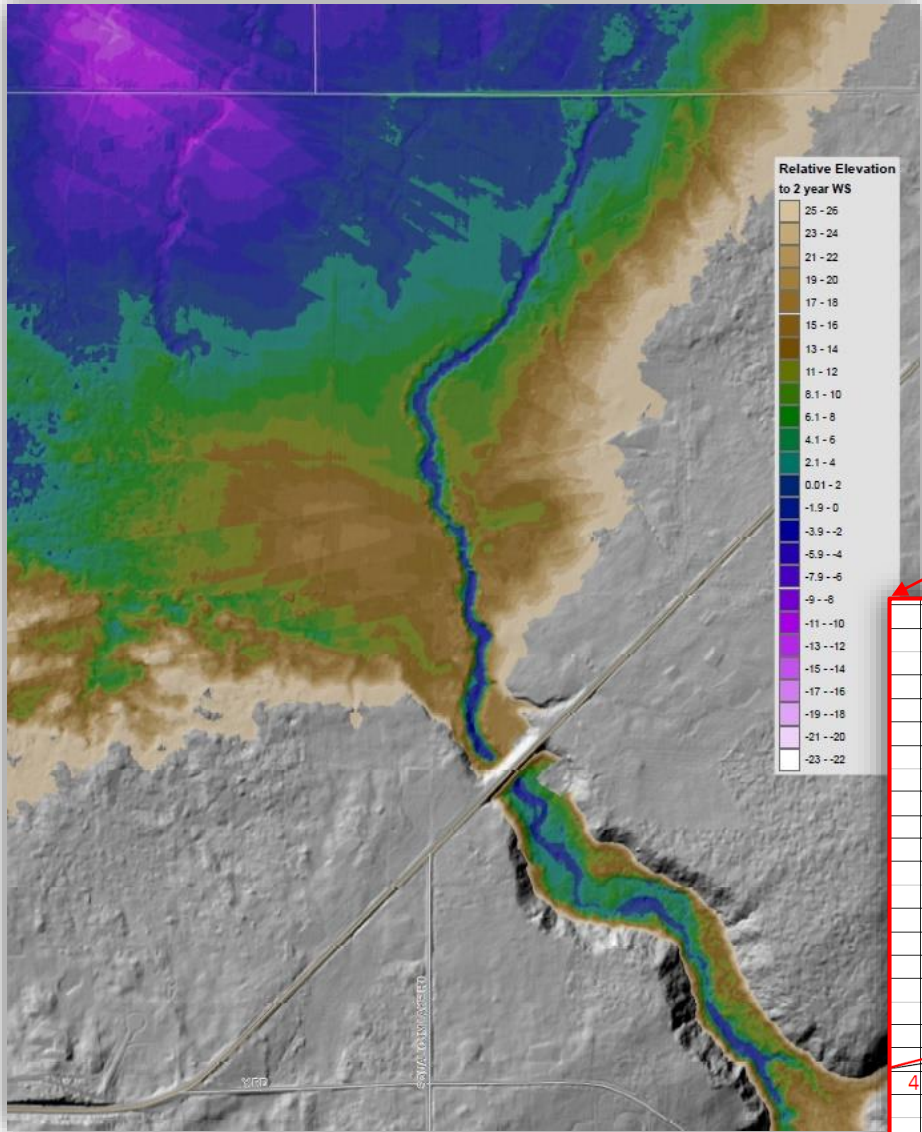 Relative Elevation
to 2 year WS
25 - 26
23 - 24
21 - 22
19 - 20
17 - 18
15 - 16
13 - 14
11 - 12
8.1 - 10
6.1 - 8
4.1 - 6
2.1 - 4
0.01 - 2
-1.9 - 0
-3.9 - -2
-5.9 - -4
-7.9 - -6
-9 - -8
-11 - -10
-13 - -12
-15 - -14
-17 - -16
-19 - -18
-21 - -20
-23 - -22
4